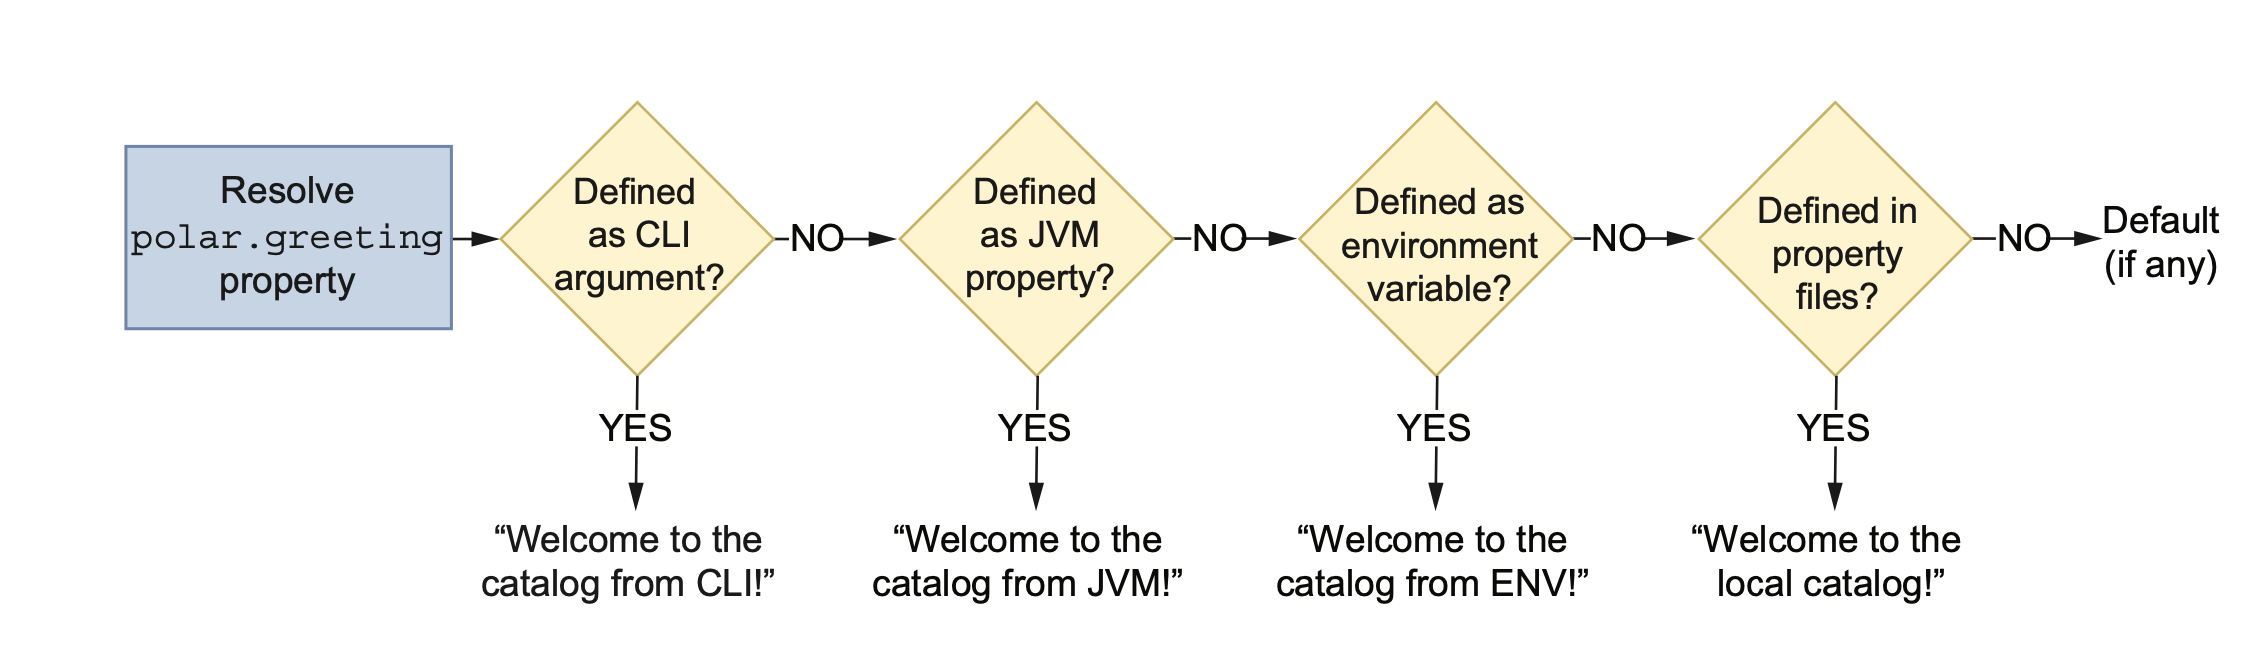 Resolve
polar.greeting
property
Defined
as CLI
argument?
NO
Defined
as JVM
property?
NO
Defined as
environment
variable?
NO
Defined in
property
files?
NO
Default
(if any)
YES
YES
YES
YES
“Welcome to the
catalog from CLI!”
“Welcome to the
catalog from JVM!”
“Welcome to the
catalog from ENV!”
“Welcome to the
local catalog!”